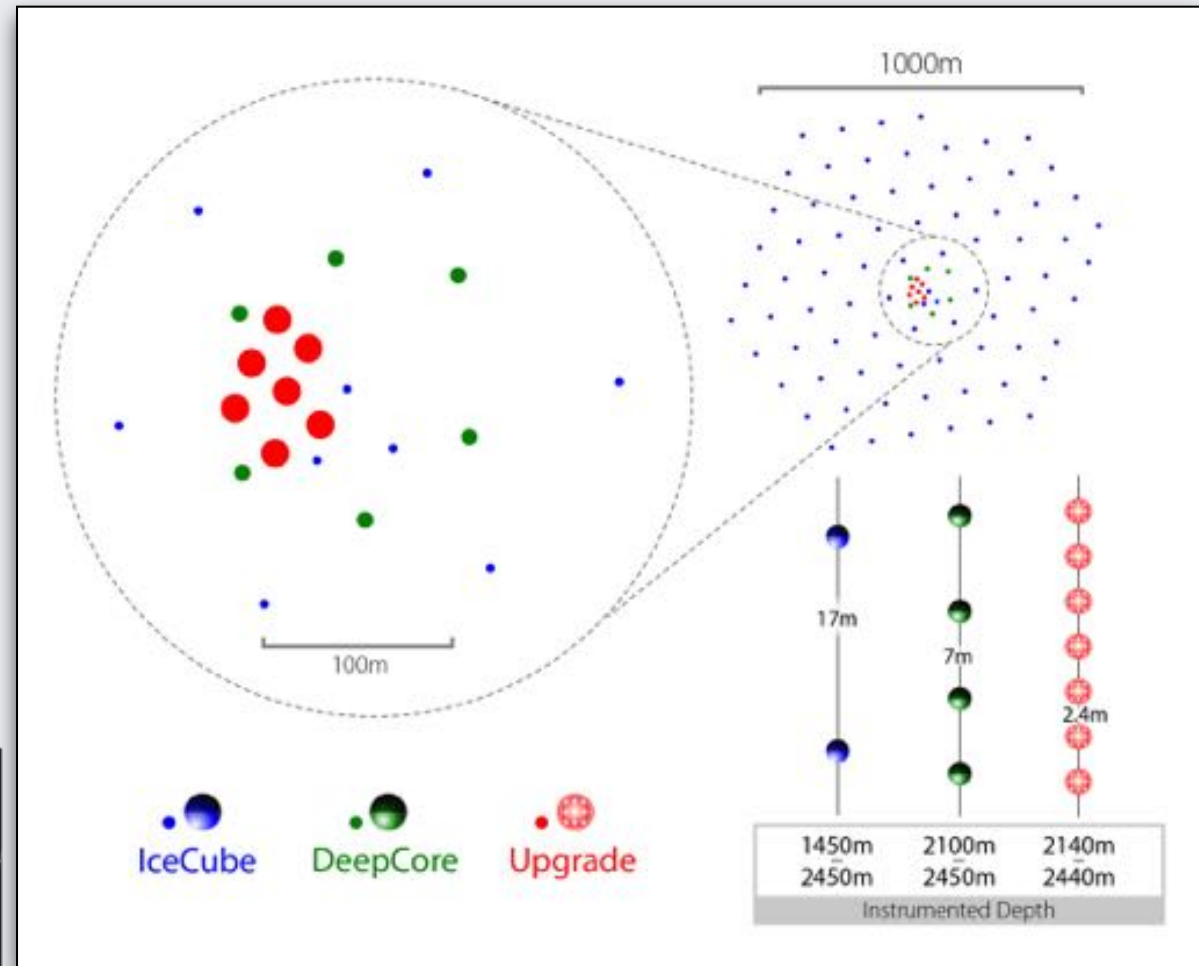 1000m
100m
17m
7m
2.4m
IceCube DeepCore Upgrade
1450m 2100m 2140m
– – –
2450m 2450m 2440m
Instrumented Depth